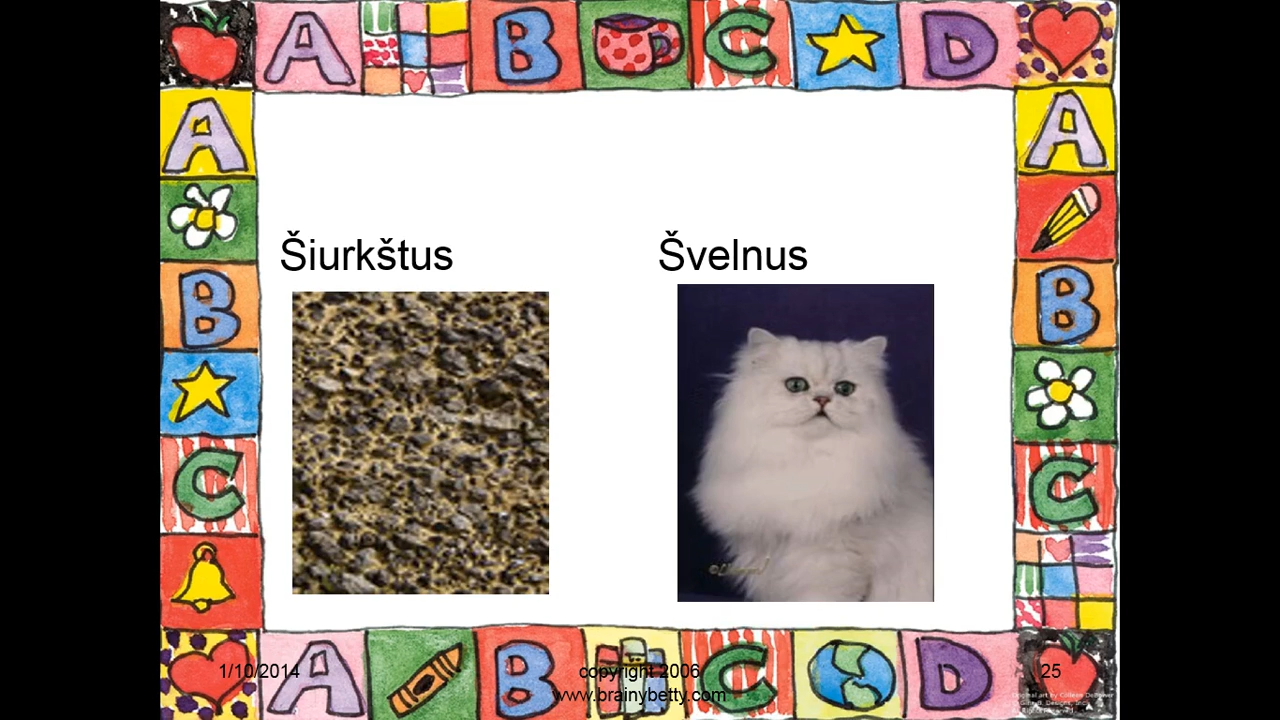 A B C D
A A
B B
C C
Šiurkštus Švelnus
A B C D
1/10/2014 copyright 2006 25
www.brainybetty.com